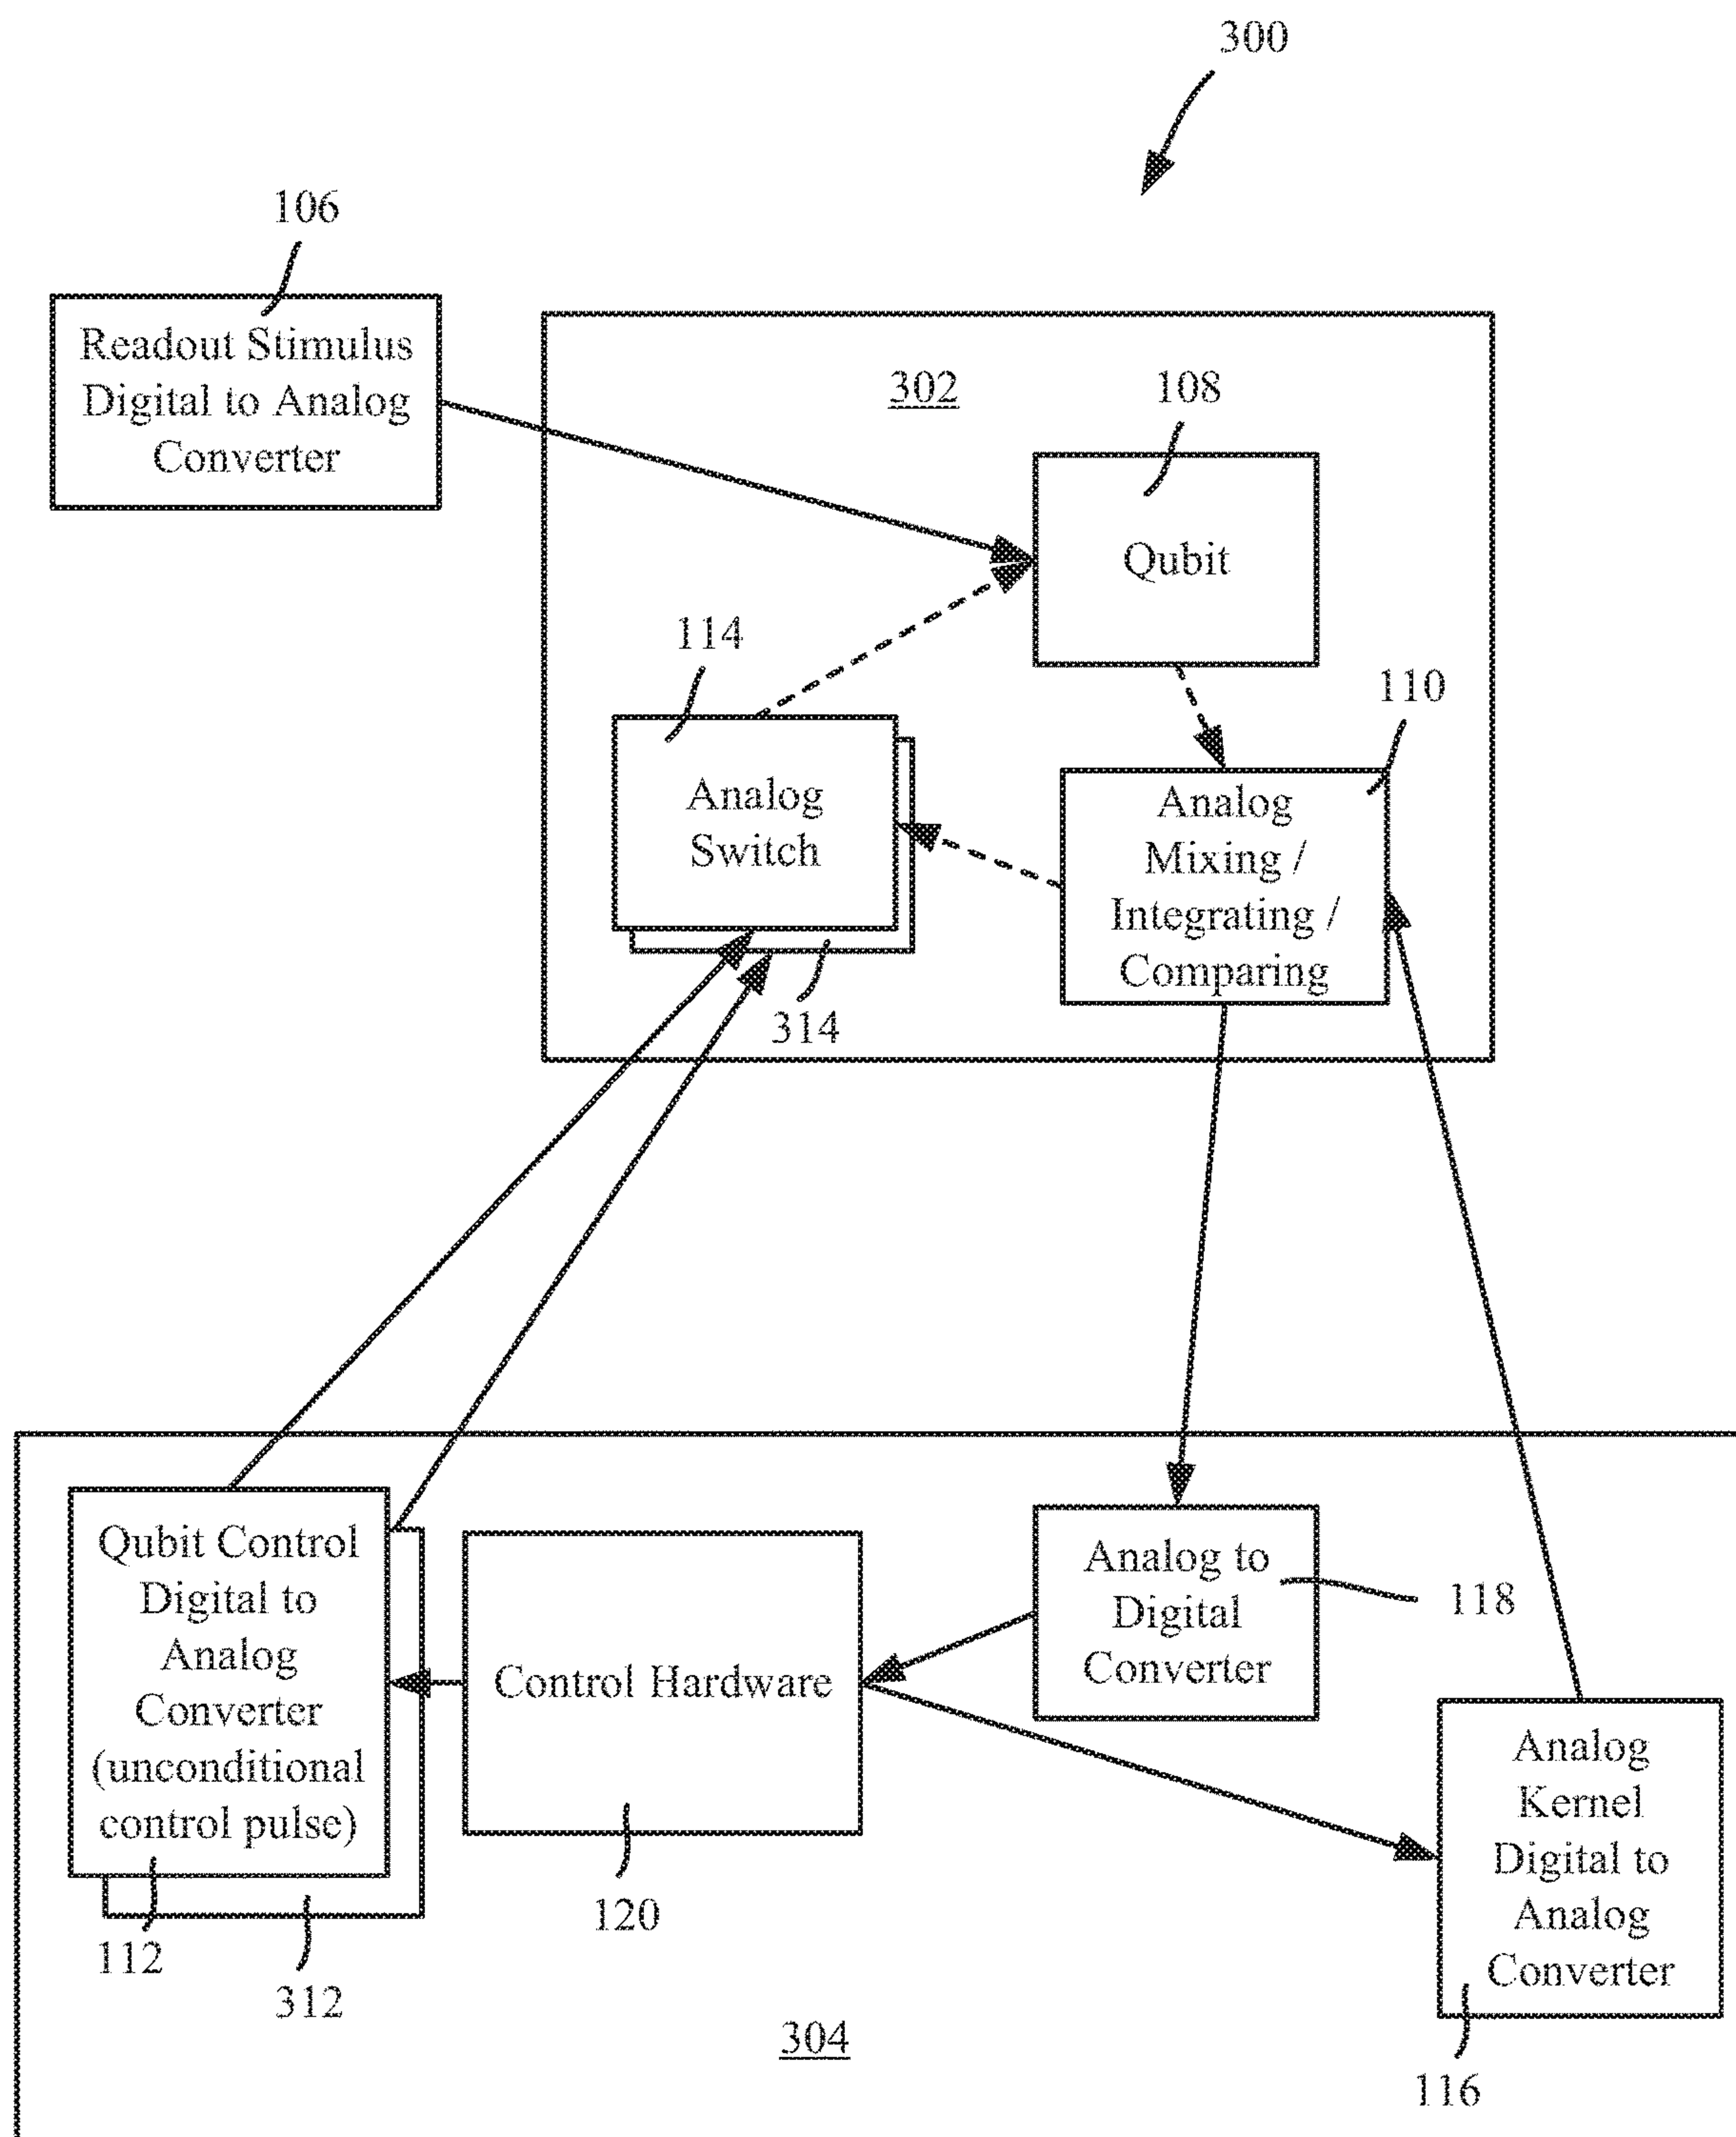 300
106
Readout Stimulus
Digital to Analog
Converter
302
108
Qubit
114
110
Analog
Switch
Analog
Mixing /
Integrating /
Comparing
314
Qubit Control
Digital to
Analog
Converter
(unconditional
control pulse)
Control Hardware
Analog to
Digital
Converter
118
Analog
Kernel
Digital to
Analog
Converter
112
312
120
304
116